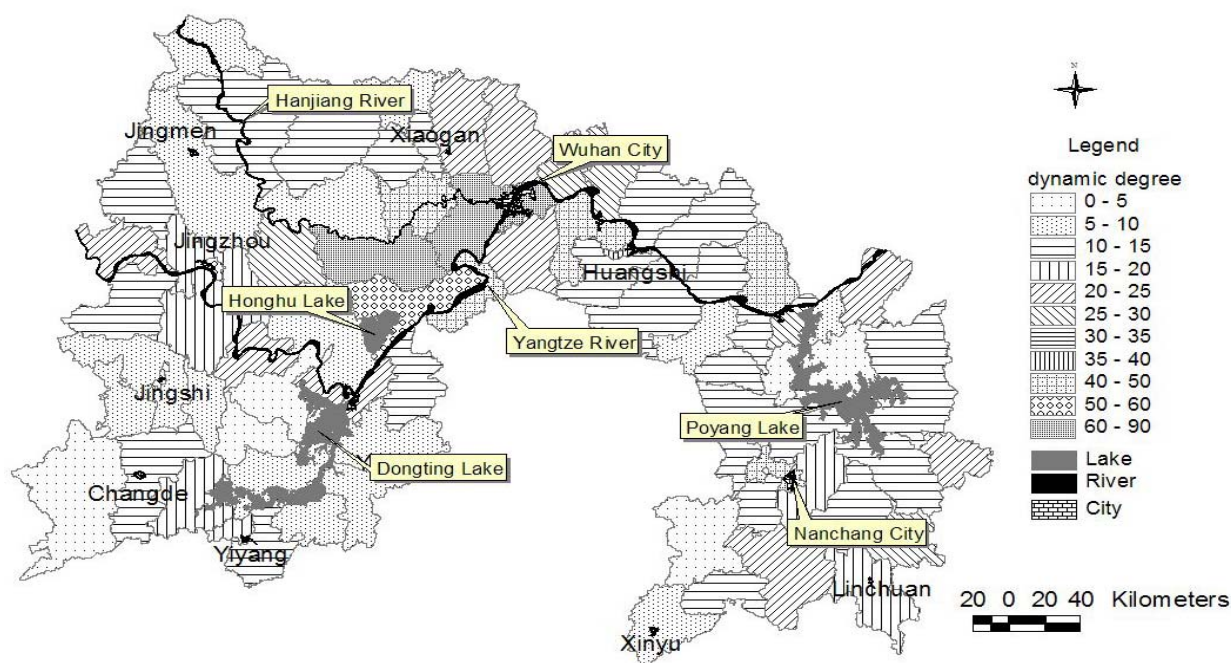 N
Hanjiang River
Jingmen
Xiaogan
Wuhan City
Legend
dynamic degree
0 - 5
5 - 10
10 - 15
15 - 20
20 - 25
25 - 30
30 - 35
35 - 40
40 - 50
50 - 60
60 - 90
Lake
River
City
Jingzhou
Huangshi
Honghu Lake
Yangtze River
Jingshi
Poyang Lake
Dongting Lake
Changde
Nanchang City
Yiyang
Linchuan
20 0 20 40 Kilometers
Xinyu